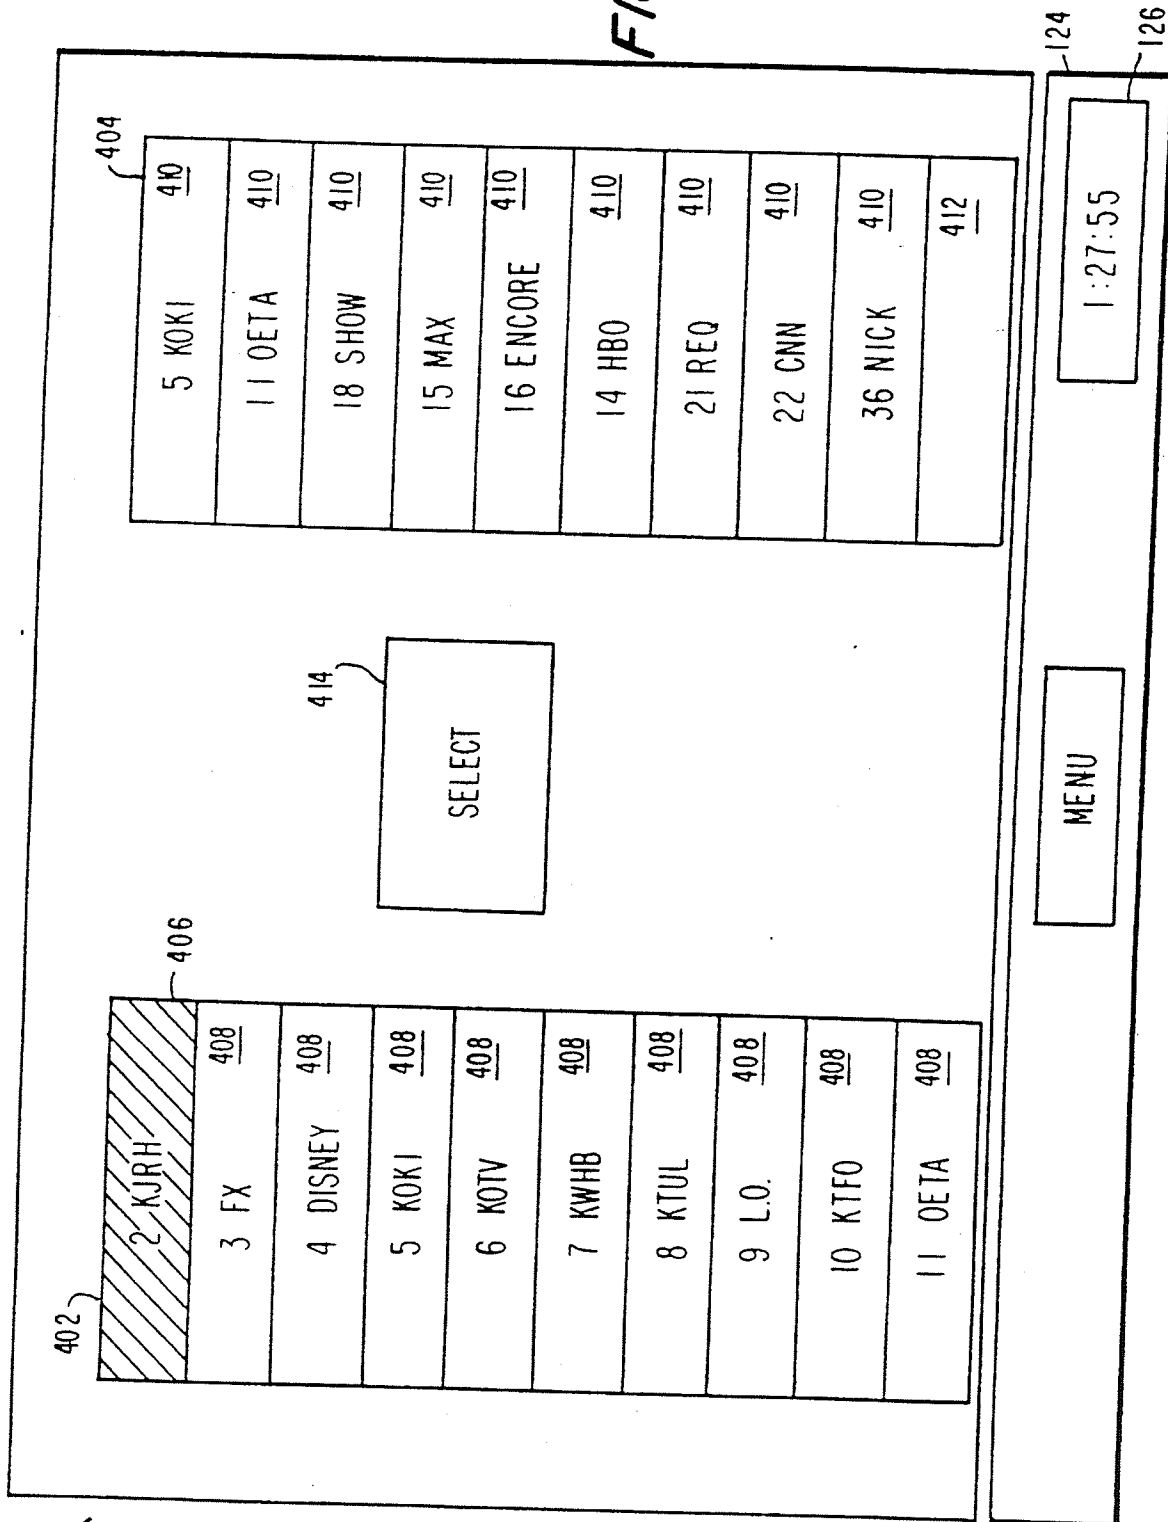 402
2 KJRH
406
3 FX 408
4 DISNEY 408
5 KOKI 408
6 KOTV 408
7 KWHB 408
8 KTUL 408
9 L.O. 408
10 KTFO 408
11 OETA 408
414
SELECT
404
5 KOKI 410
11 OETA 410
18 SHOW 410
15 MAX 410
16 ENCORE 410
14 HBO 410
21 REQ 410
22 CNN 410
36 NICK 410
412
MENU
1:27:55
124
126